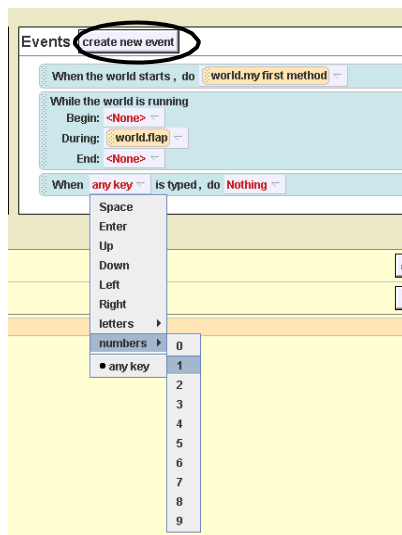 Events create new event
When the world starts , do world.my first method
While the world is running
Begin: <None>
During: world.flap
End: <None>
When any key is typed, do Nothing
Space
Enter
Up
Down
Left
Right
letters
numbers
any key
0
1
2
3
4
5
6
7
8
9